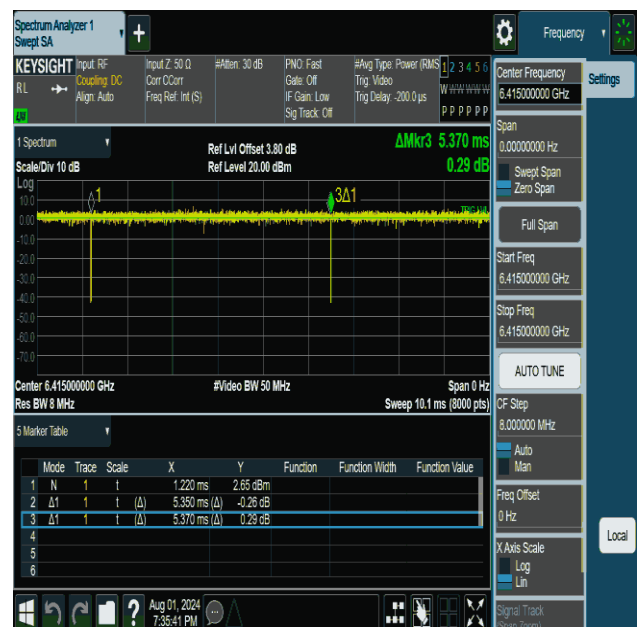 Spectrum Analyzer 1
Swept SA
Frequency
KEYSIGHT Input: RF Input Z: 50 Ω #Atten: 30 dB PNO: Fast #Avg Type: Power (RMS 1 2 3 4 5 6
RL Coupling: DC Corr CCorr Gate: Off Trig: Video W W W W W W
Align: Auto Freq Ref: Int (S) IF Gain: Low Trig Delay: -200.0 µs
Sig Track: Off P P P P P P
1 Spectrum
Ref Lvl Offset 3.80 dB ΔMkr3 5.370 ms
Scale/Div 10 dB Ref Level 20.00 dBm 0.29 dB
Log
10.0
0.00
-10.0
-20.0
-30.0
-40.0
-50.0
-60.0
-70.0
1
3Δ1
TRIG LVL
Center 6.415000000 GHz #Video BW 50 MHz Span 0 Hz
Res BW 8 MHz Sweep 10.1 ms (8000 pts)
5 Marker Table
Mode Trace Scale X Y Function Function Width Function Value
1 N 1 t 1.220 ms 2.65 dBm
2 Δ1 1 t (Δ) 5.350 ms (Δ) -0.26 dB
3 Δ1 1 t (Δ) 5.370 ms (Δ) 0.29 dB
4
5
6
Aug 01, 2024
7:35:41 PM
?
Center Frequency
6.415000000 GHz
Settings
Span
0.00000000 Hz
Swept Span
Zero Span
Full Span
Start Freq
6.415000000 GHz
Stop Freq
6.415000000 GHz
AUTO TUNE
CF Step
8.000000 MHz
Auto
Man
Freq Offset
0 Hz
X Axis Scale
Log
Lin
Local
Signal Track
(Span Zoom)